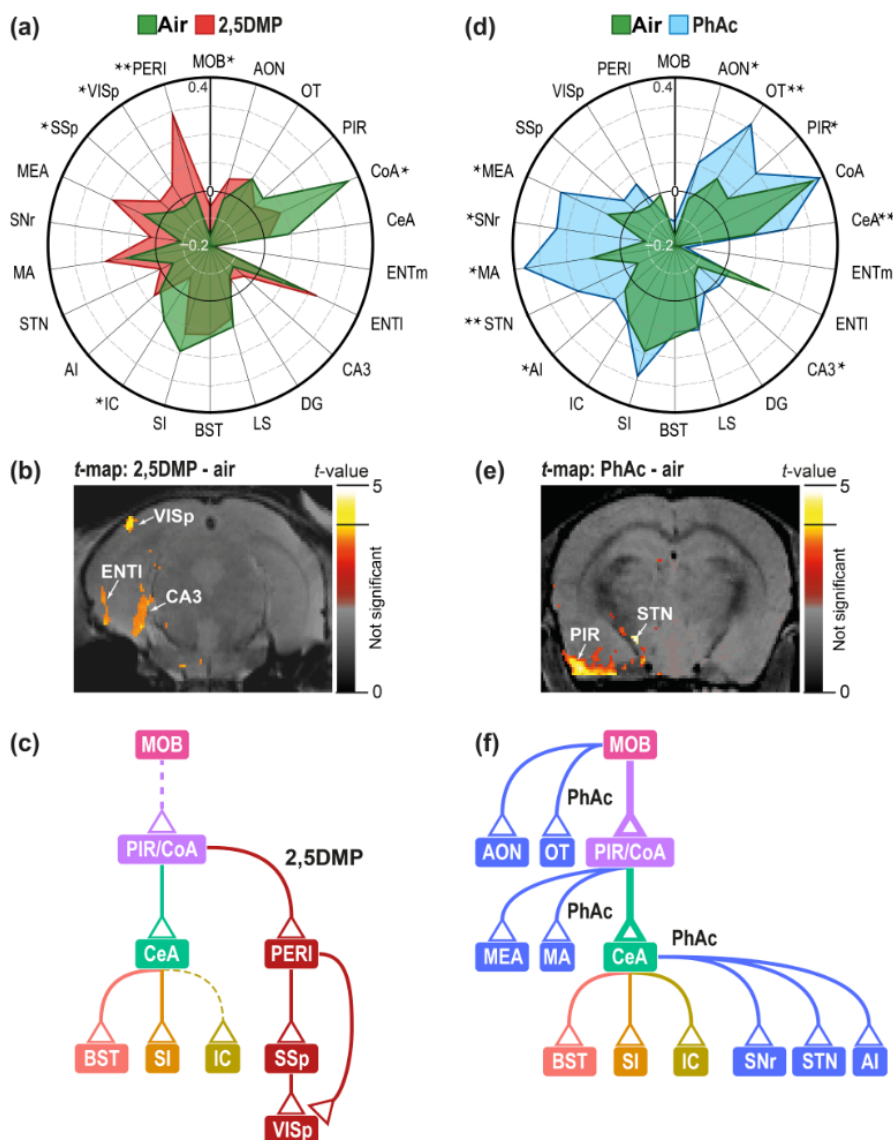 (a)
Air 2,5DMP
MOB*
AON
OT
PIR
CoA*
CeA
ENTm
ENTl
CA3
DG
LS
BST
SI
*IC
AI
STN
MA
SNr
MEA
*SSp
*VISp
**PERI
0.4
0
−0.2
(d)
Air PhAc
MOB
AON*
OT**
PIR*
CoA
CeA**
ENTm
ENTl
CA3*
DG
LS
BST
SI
IC
*AI
**STN
*MA
*SNr
*MEA
SSp
VISp
PERI
0.4
0
−0.2
(b)
t-map: 2,5DMP - air
t-value
VISp
ENTl
CA3
5
Not significant
0
(e)
t-map: PhAc - air
t-value
STN
PIR
5
Not significant
0
(c)
MOB
PIR/CoA
2,5DMP
CeA PERI
BST SI IC SSp
VISp
(f)
MOB
PhAc
AON OT PIR/CoA
PhAc
MEA MA CeA PhAc
BST SI IC SNr STN AI